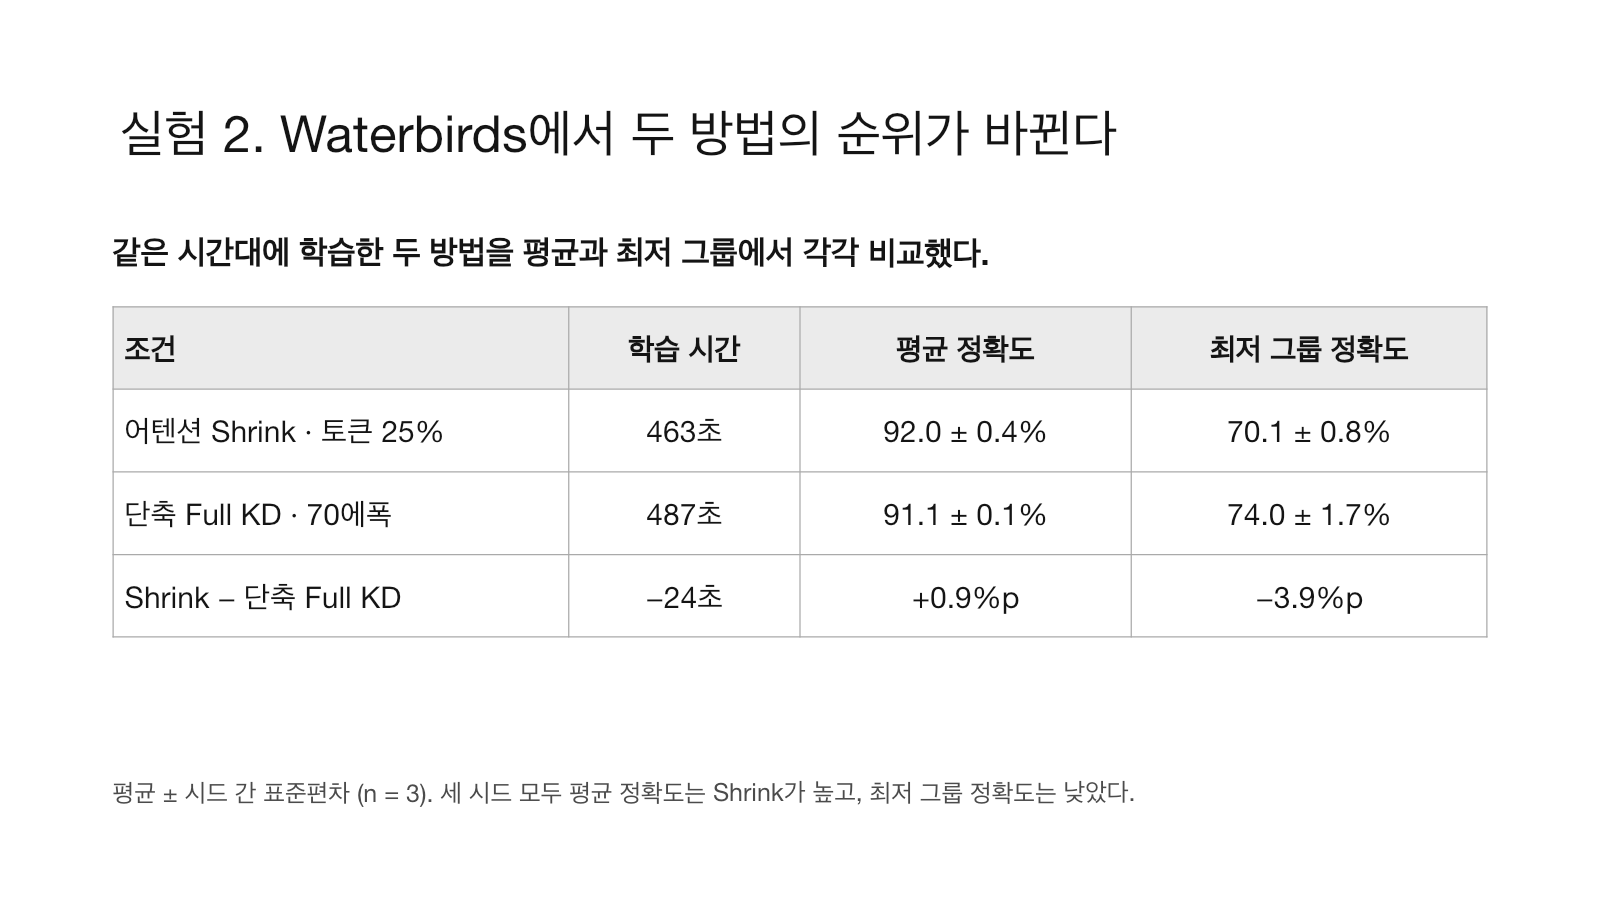 실험 2. Waterbirds에서 두 방법의 순위가 바뀐다
같은 시간대에 학습한 두 방법을 평균과 최저 그룹에서 각각 비교했다.
조건 학습 시간 평균 정확도 최저 그룹 정확도
어텐션 Shrink · 토큰 25% 463초 92.0 ± 0.4% 70.1 ± 0.8%
단축 Full KD · 70에폭 487초 91.1 ± 0.1% 74.0 ± 1.7%
Shrink – 단축 Full KD −24초 +0.9%p −3.9%p
평균 ± 시드 간 표준편차 (n = 3). 세 시드 모두 평균 정확도는 Shrink가 높고, 최저 그룹 정확도는 낮았다.